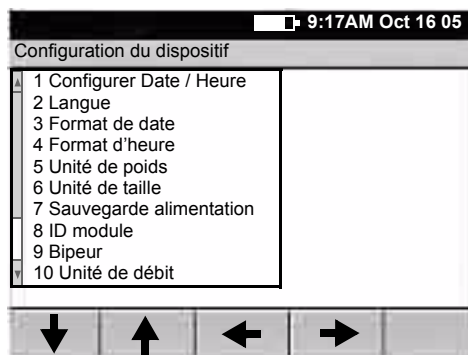 9:17AM Oct 16 05
Configuration du dispositif
1 Configurer Date / Heure
2 Langue
3 Format de date
4 Format d'heure
5 Unité de poids
6 Unité de taille
7 Sauvegarde alimentation
8 ID module
9 Bipeur
10 Unité de débit